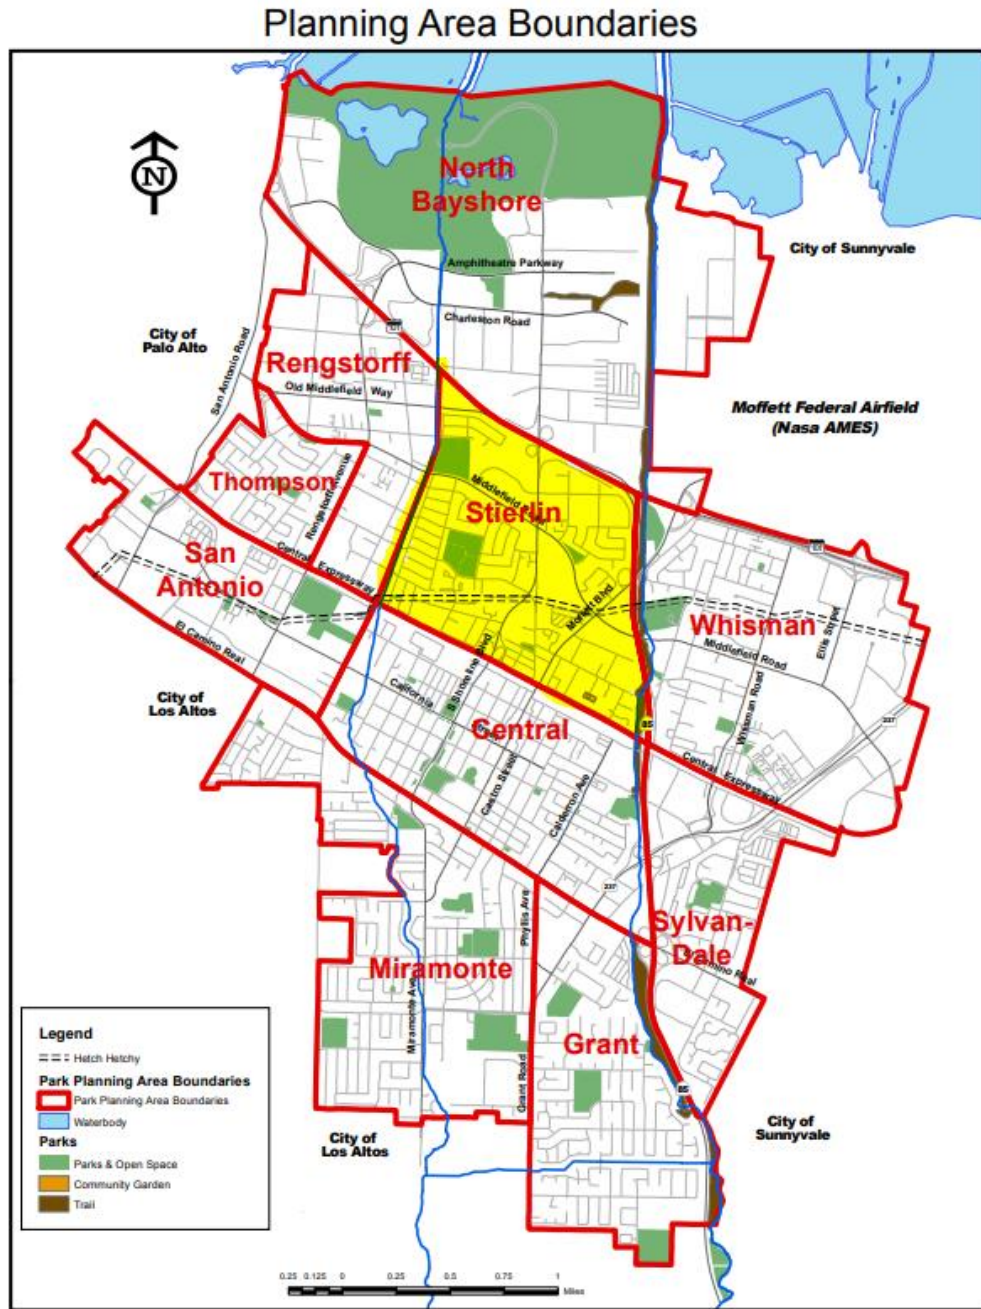 Planning Area Boundaries
N
North
Bayshore
City of Sunnyvale
Amphitheatre Parkway
Charleston Road
101
City of
Palo Alto
San Antonio Road
Rengstorff
Old Middlefield Way
Moffett Federal Airfield
(Nasa AMES)
Thompson
Rengstorff Avenue
Middlefield
Stierlin
San
Antonio
Central Expressway
101
Moffett Blvd
Whisman
Ellis Street
Middlefield Road
El Camino Real
City of
Los Altos
California
S Shoreline Blvd
Central
85
Whisman Road
237
Central Expressway
Castro Street
Calderon Ave
237
Phyllis Ave
Sylvan-
Dale
Camino Real
Miramonte
Miramonte Ave
Grant
Grant Road
85
City of
Los Altos
City of
Sunnyvale
Legend
Hetch Hetchy
Park Planning Area Boundaries
Park Planning Area Boundaries
Waterbody
Parks
Parks & Open Space
Community Garden
Trail
0.25 0.125 0 0.25 0.5 0.75 1
Miles